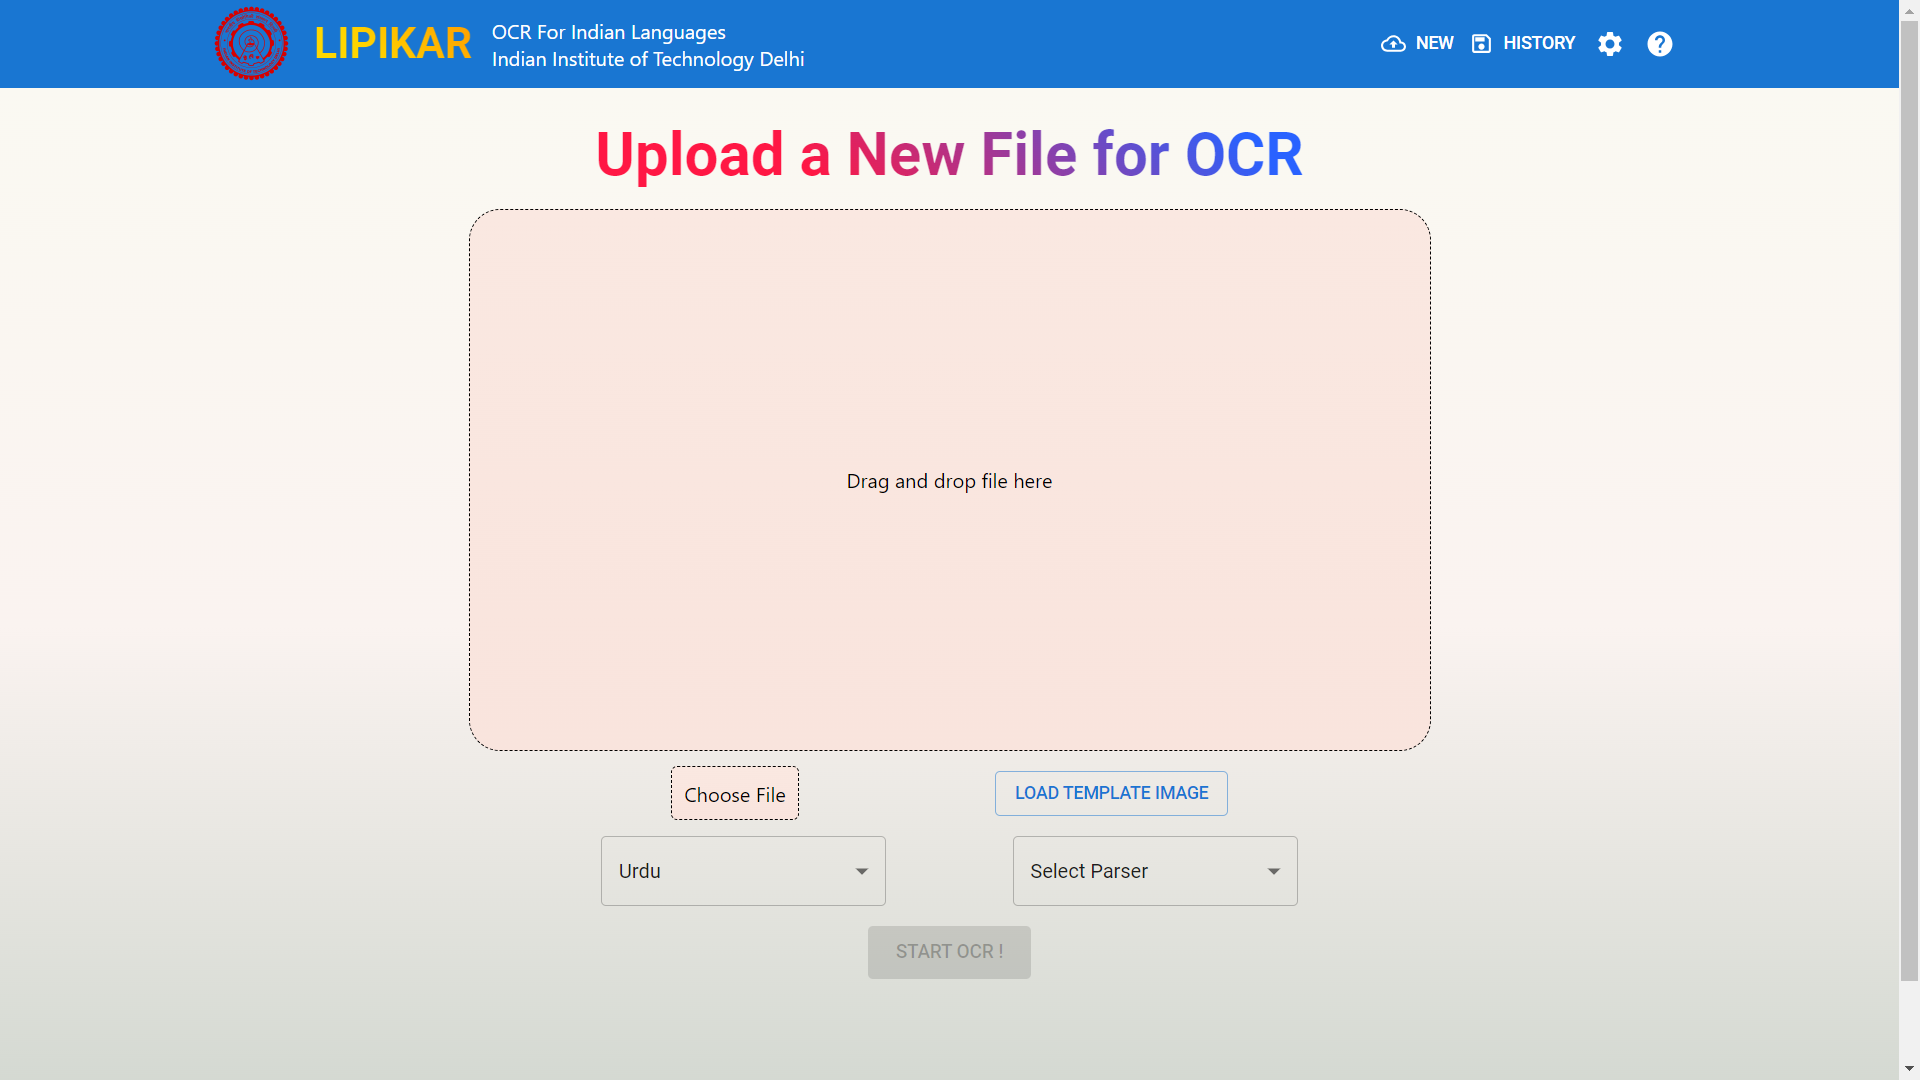 LIPIKAR
OCR For Indian Languages
Indian Institute of Technology Delhi
NEW
HISTORY
Upload a New File for OCR
Drag and drop file here
Choose File
LOAD TEMPLATE IMAGE
Urdu
Select Parser
START OCR !